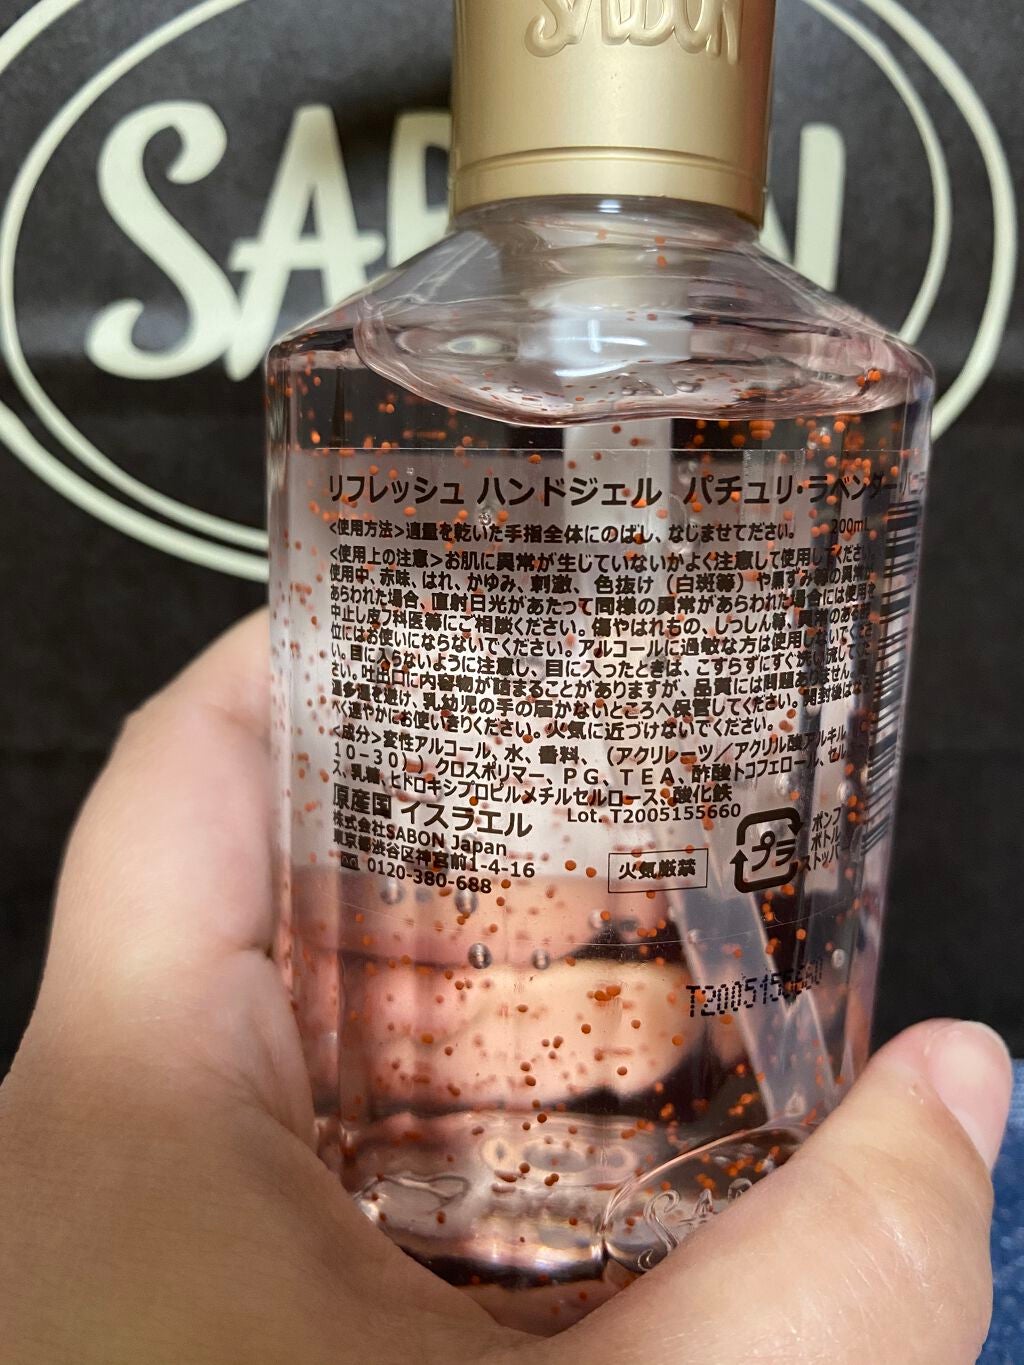 SABON
SABON
リフレッシュ ハンドジェル パチュリ・ラベンダー
<使用方法>適量を乾いた手指全体にのばし、なじませてださい。
200mL
<使用上の注意>お肌に異常が生じていないかよく注意して使用してください。
使用中、赤味、はれ、かゆみ、刺激、色抜け（白斑等）や黒ずみ等の異常が
あらわれた場合、直射日光があたって同様の異常があらわれた場合には使用を
中止し皮フ科医等にご相談ください。傷やはれもの、しっしん等、異常のある部
位にはお使いにならないでください。アルコールに過敏な方は使用しないでくださ
い。目に入らないように注意し、目に入ったときは、こすらずにすぐ洗い流してくだ
さい。吐出口に内容物が詰まることがありますが、品質には問題ありません。高
温多湿を避け、乳幼児の手の届かないところへ保管してください。開封後はなる
べく速やかにお使いきりください。火気に近づけないでください。
<成分>変性アルコール、水、香料、（アクリレーツ／アクリル酸アルキル
１０−３０））クロスポリマー、ＰＧ、ＴＥＡ、酢酸トコフェロール、セルロー
ス、乳糖、ヒドロキシプロピルメチルセルロース、酸化鉄
原産国 イスラエル
Lot. T2005155660
株式会社SABON Japan
東京都渋谷区神宮前1-4-16
0120-380-688
火気厳禁
プラ
ポンプ
ボトル
ストッパー
SABON